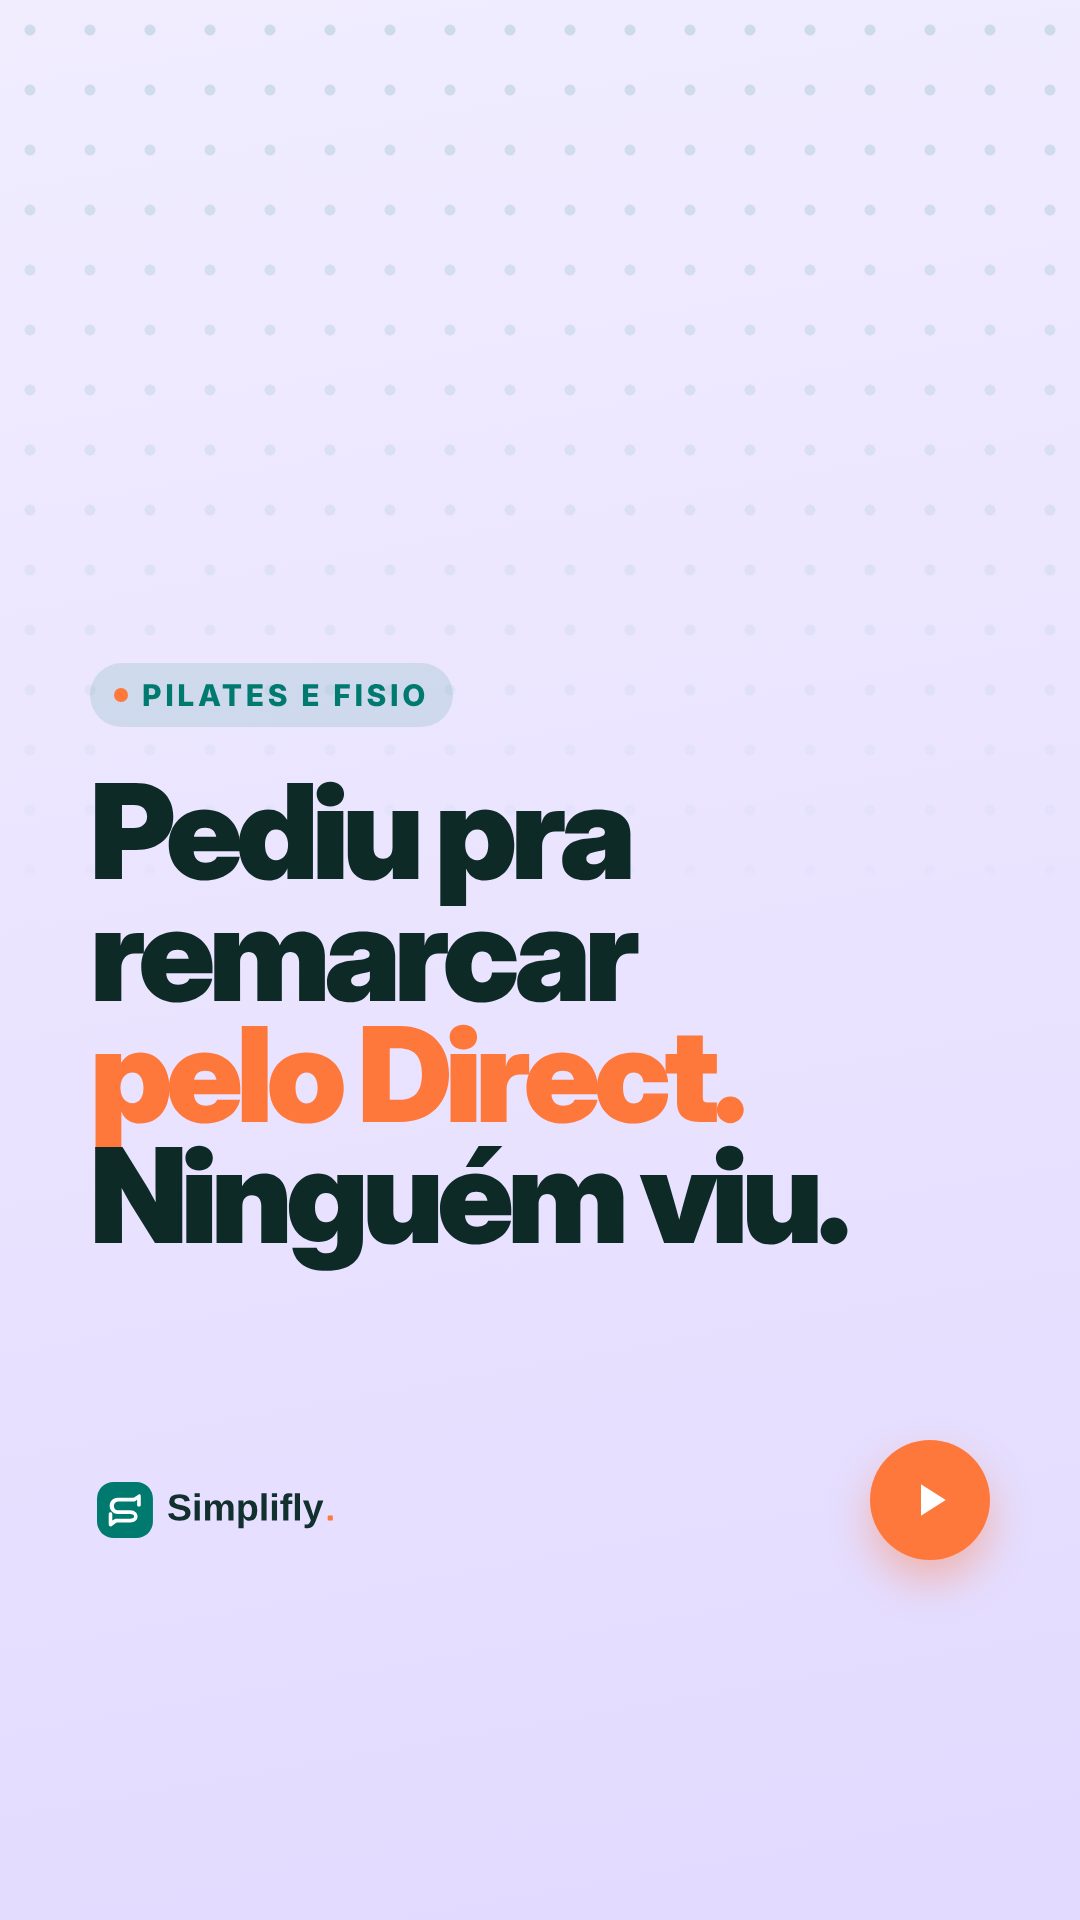 PILATES E FISIO
Pediu pra
remarcar
pelo Direct.
Ninguém viu.
Simplifly.